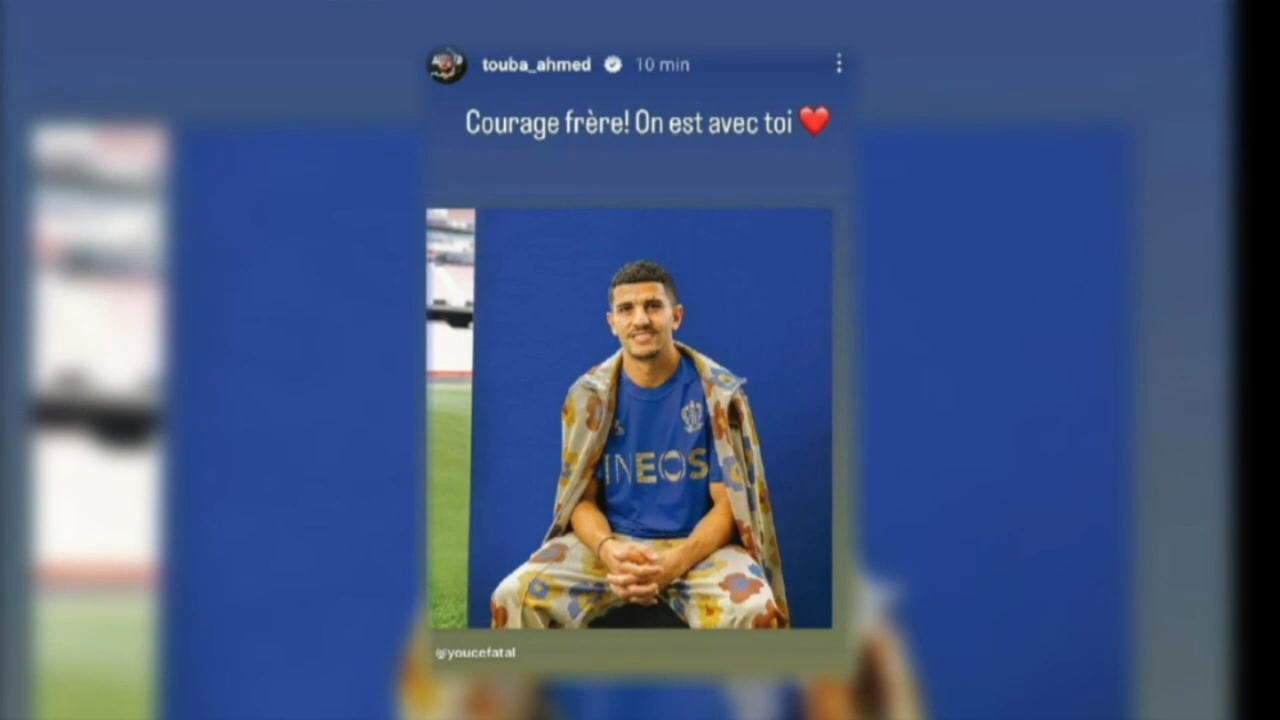 touba_ahmed 10 min
Courage frère! On est avec toi ❤️
INEOS
@youcefatal